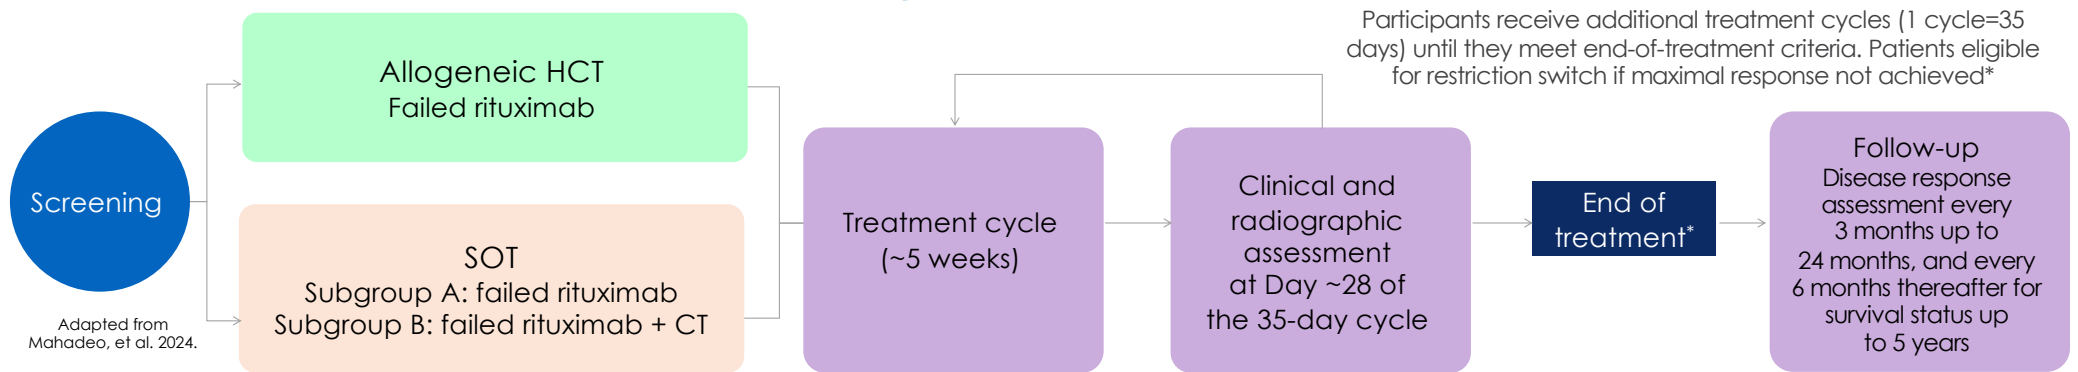 Participants receive additional treatment cycles (1 cycle=35
days) until they meet end-of-treatment criteria. Patients eligible
for restriction switch if maximal response not achieved*
Screening
Adapted from
Mahadeo, et al. 2024.
Allogeneic HCT
Failed rituximab
SOT
Subgroup A: failed rituximab
Subgroup B: failed rituximab + CT
Treatment cycle
(~5 weeks)
Clinical and
radiographic
assessment
at Day ~28 of
the 35-day cycle
End of
treatment*
Follow-up
Disease response
assessment every
3 months up to
24 months, and every
6 months thereafter for
survival status up
to 5 years